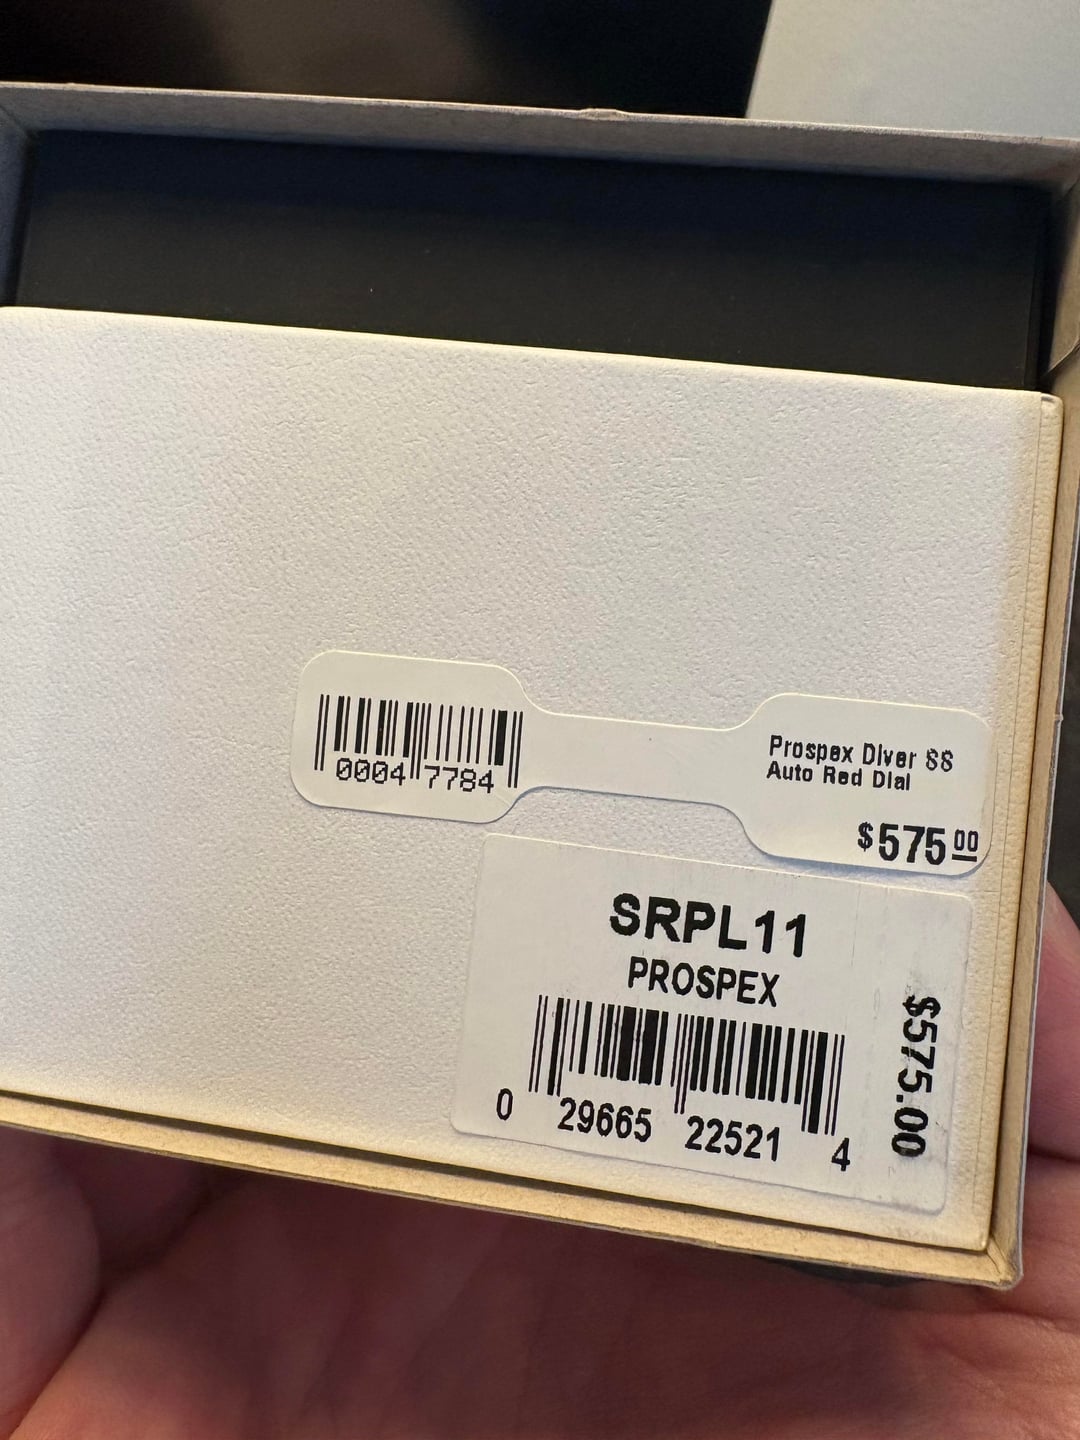 0004 7784
Prospex Diver SS
Auto Red Dial
$575 00
SRPL11
PROSPEX
0 29665 22521 4
$575.00